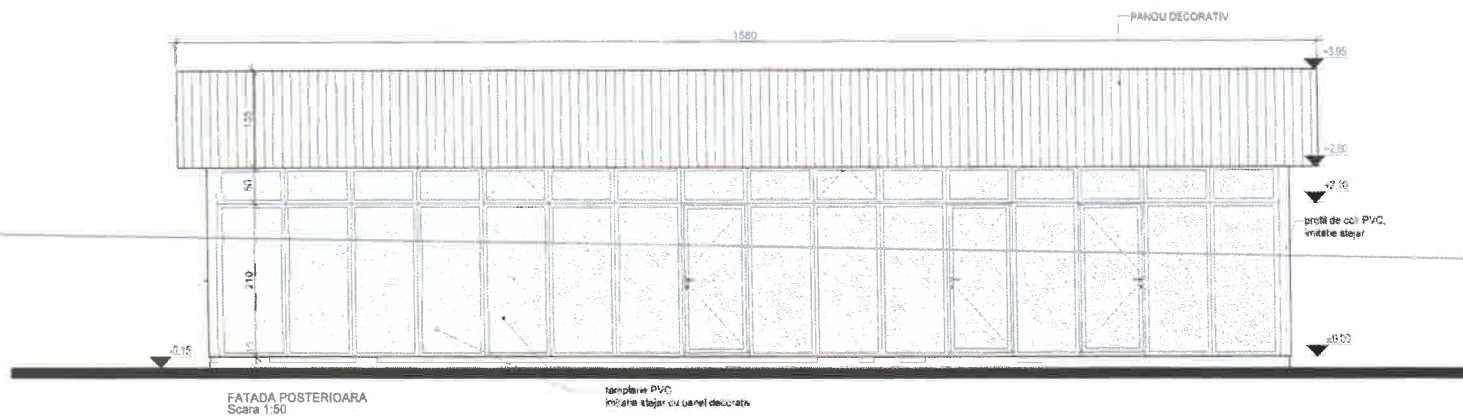 PANOU DECORATIV
1580
+3.95
135
+2.60
50
+2.10
profil de colt PVC,
imitatie stejar
210
-0.15
15
±0.00
FATADA POSTERIOARA
Scara 1:50
tamplarie PVC
imitatie stejar cu panel decorativ